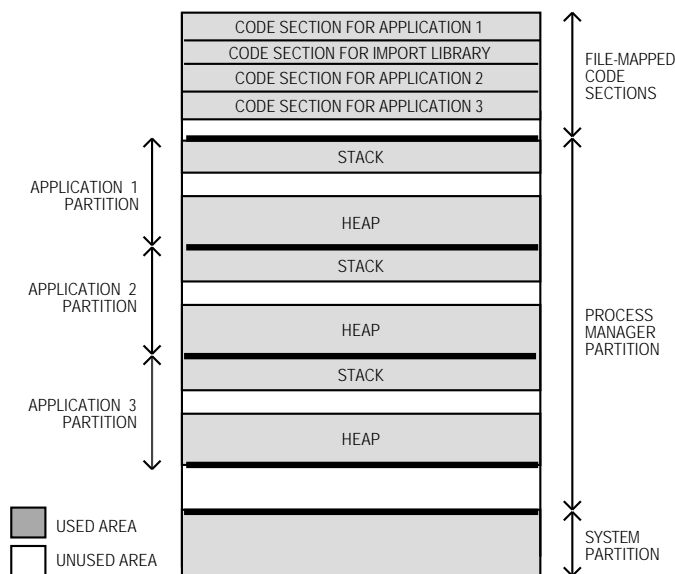 CODE SECTION FOR APPLICATION 1
CODE SECTION FOR IMPORT LIBRARY
CODE SECTION FOR APPLICATION 2
CODE SECTION FOR APPLICATION 3
FILE-MAPPED
CODE
SECTIONS
STACK
APPLICATION 1
PARTITION
HEAP
STACK
APPLICATION 2
PARTITION
HEAP
PROCESS
MANAGER
PARTITION
STACK
APPLICATION 3
PARTITION
HEAP
USED AREA
UNUSED AREA
SYSTEM
PARTITION